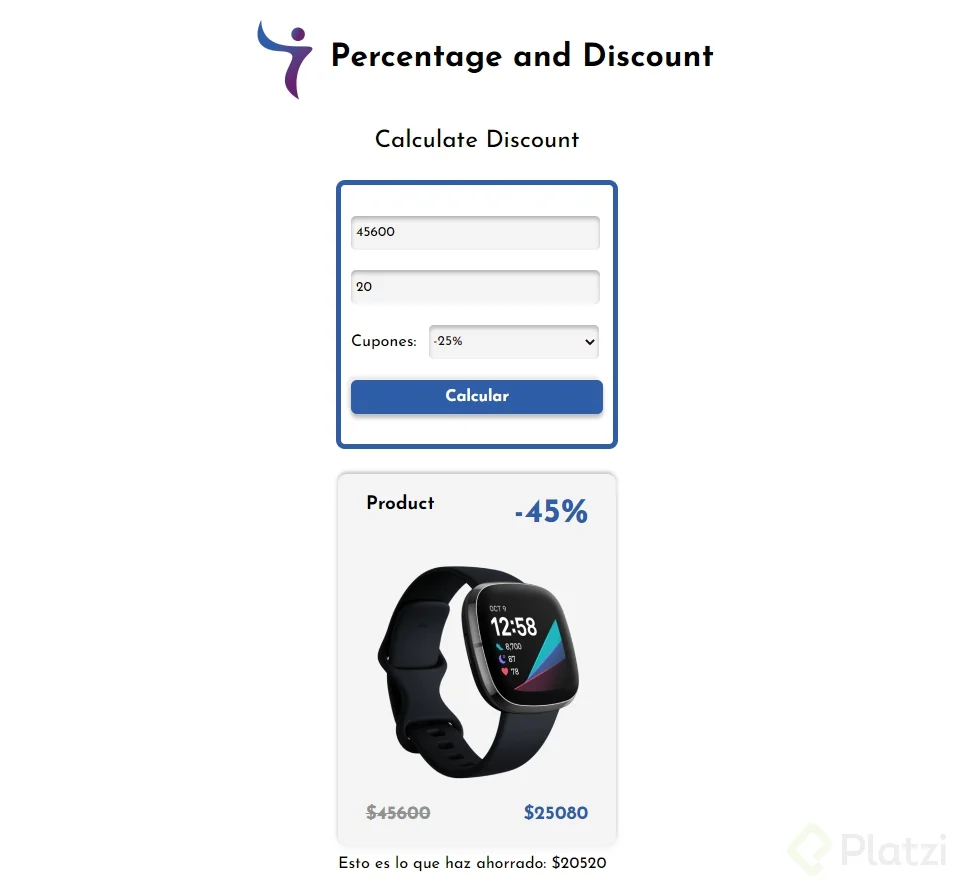 Percentage and Discount
Calculate Discount
45600
20
Cupones: -25%
Calcular
Product -45%
OCT 9
12:58
8,700
87
78
$45600 $25080
Esto es lo que haz ahorrado: $20520
Platzi